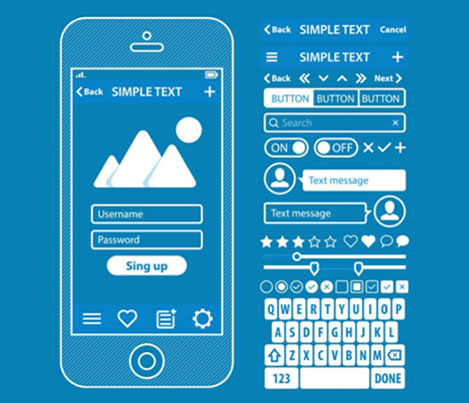 Back SIMPLE TEXT
Username
Password
Sing up
Back SIMPLE TEXT Cancel
SIMPLE TEXT
Back Next
BUTTON BUTTON BUTTON
Search
ON OFF
Text message
Text message
Q W E R T Y U I O P
A S D F G H J K L
Z X C V B N M
123 DONE